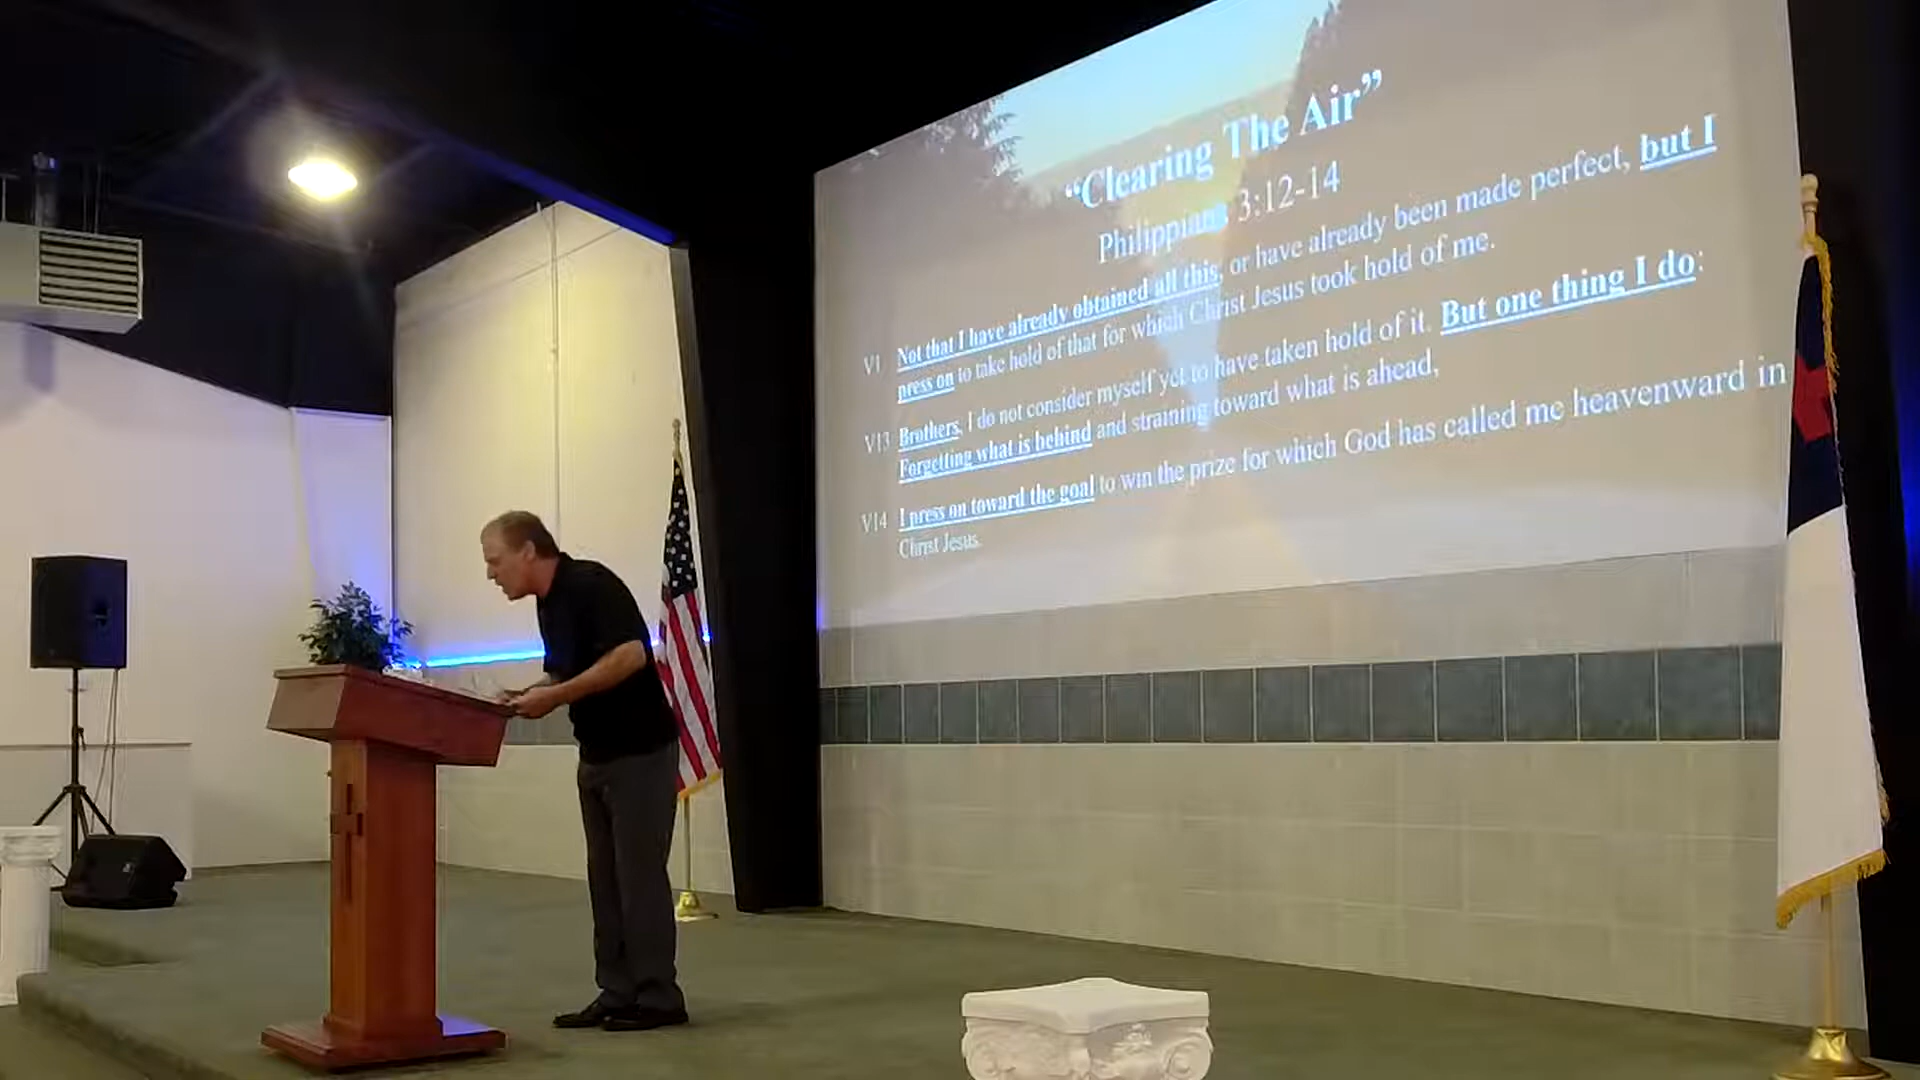 “Clearing The Air”
Philippians 3:12-14
V1 Not that I have already obtained all this, or have already been made perfect, but I
press on to take hold of that for which Christ Jesus took hold of me.
V13 Brothers, I do not consider myself yet to have taken hold of it. But one thing I do:
Forgetting what is behind and straining toward what is ahead,
V14 I press on toward the goal to win the prize for which God has called me heavenward in
Christ Jesus.